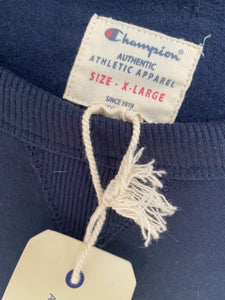 Champion
AUTHENTIC
ATHLETIC APPAREL
SIZE - X-LARGE
SINCE 1919